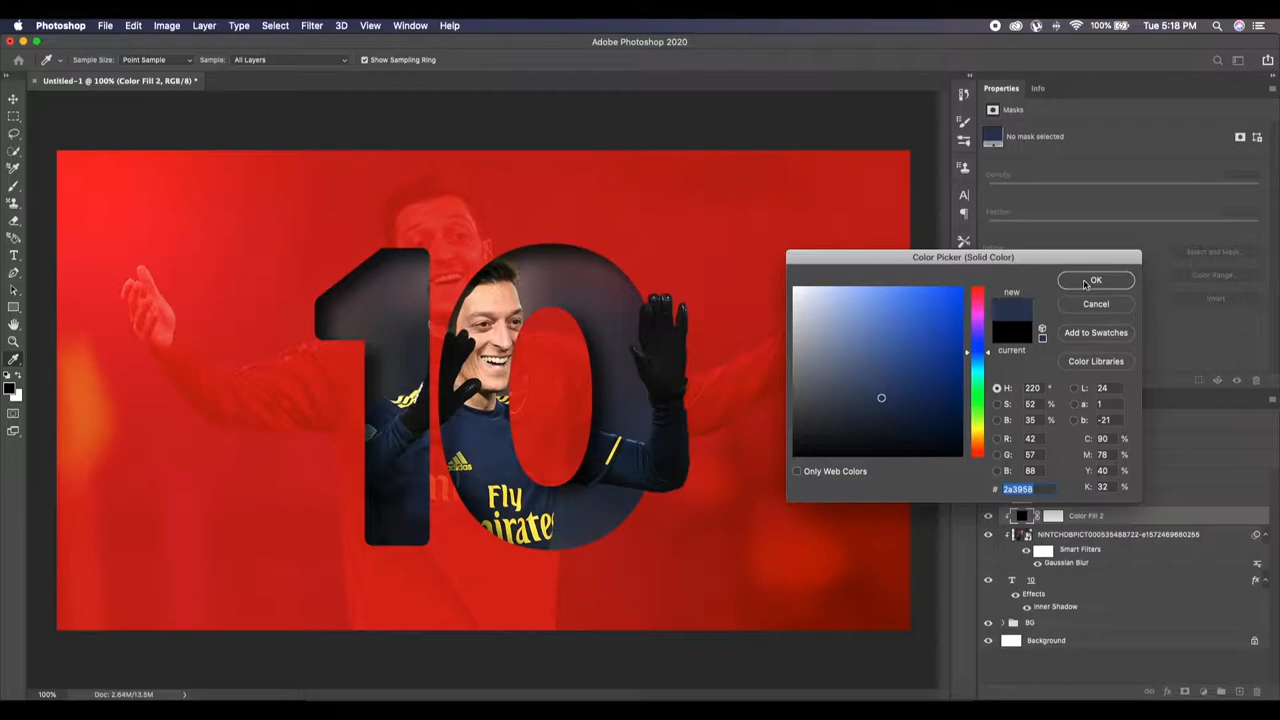 Photoshop File Edit Image Layer Type Select Filter 3D View Window Help 100% Tue 5:18 PM
Adobe Photoshop 2020
Sample Size: Point Sample Sample: All Layers Show Sampling Ring
Untitled-1 @ 100% (Color Fill 2, RGB/8) *
Properties Info
Masks
No mask selected
Density:
Feather:
Select and Mask...
Color Range...
Invert
10
Fly
Emirates
Color Picker (Solid Color)
new
current
OK
Cancel
Add to Swatches
Color Libraries
H: 220 °
S: 52 %
B: 35 %
R: 42
G: 57
B: 88
L: 24
a: 1
b: -21
C: 90 %
M: 78 %
Y: 40 %
K: 32 %
# 2a3958
Only Web Colors
Color Fill 2
NINTCHDBPICT000535488722-e1572469680255
Smart Filters
Gaussian Blur
T 10 fx
Effects
Inner Shadow
BG
Background
100% Doc: 2.64M/13.5M